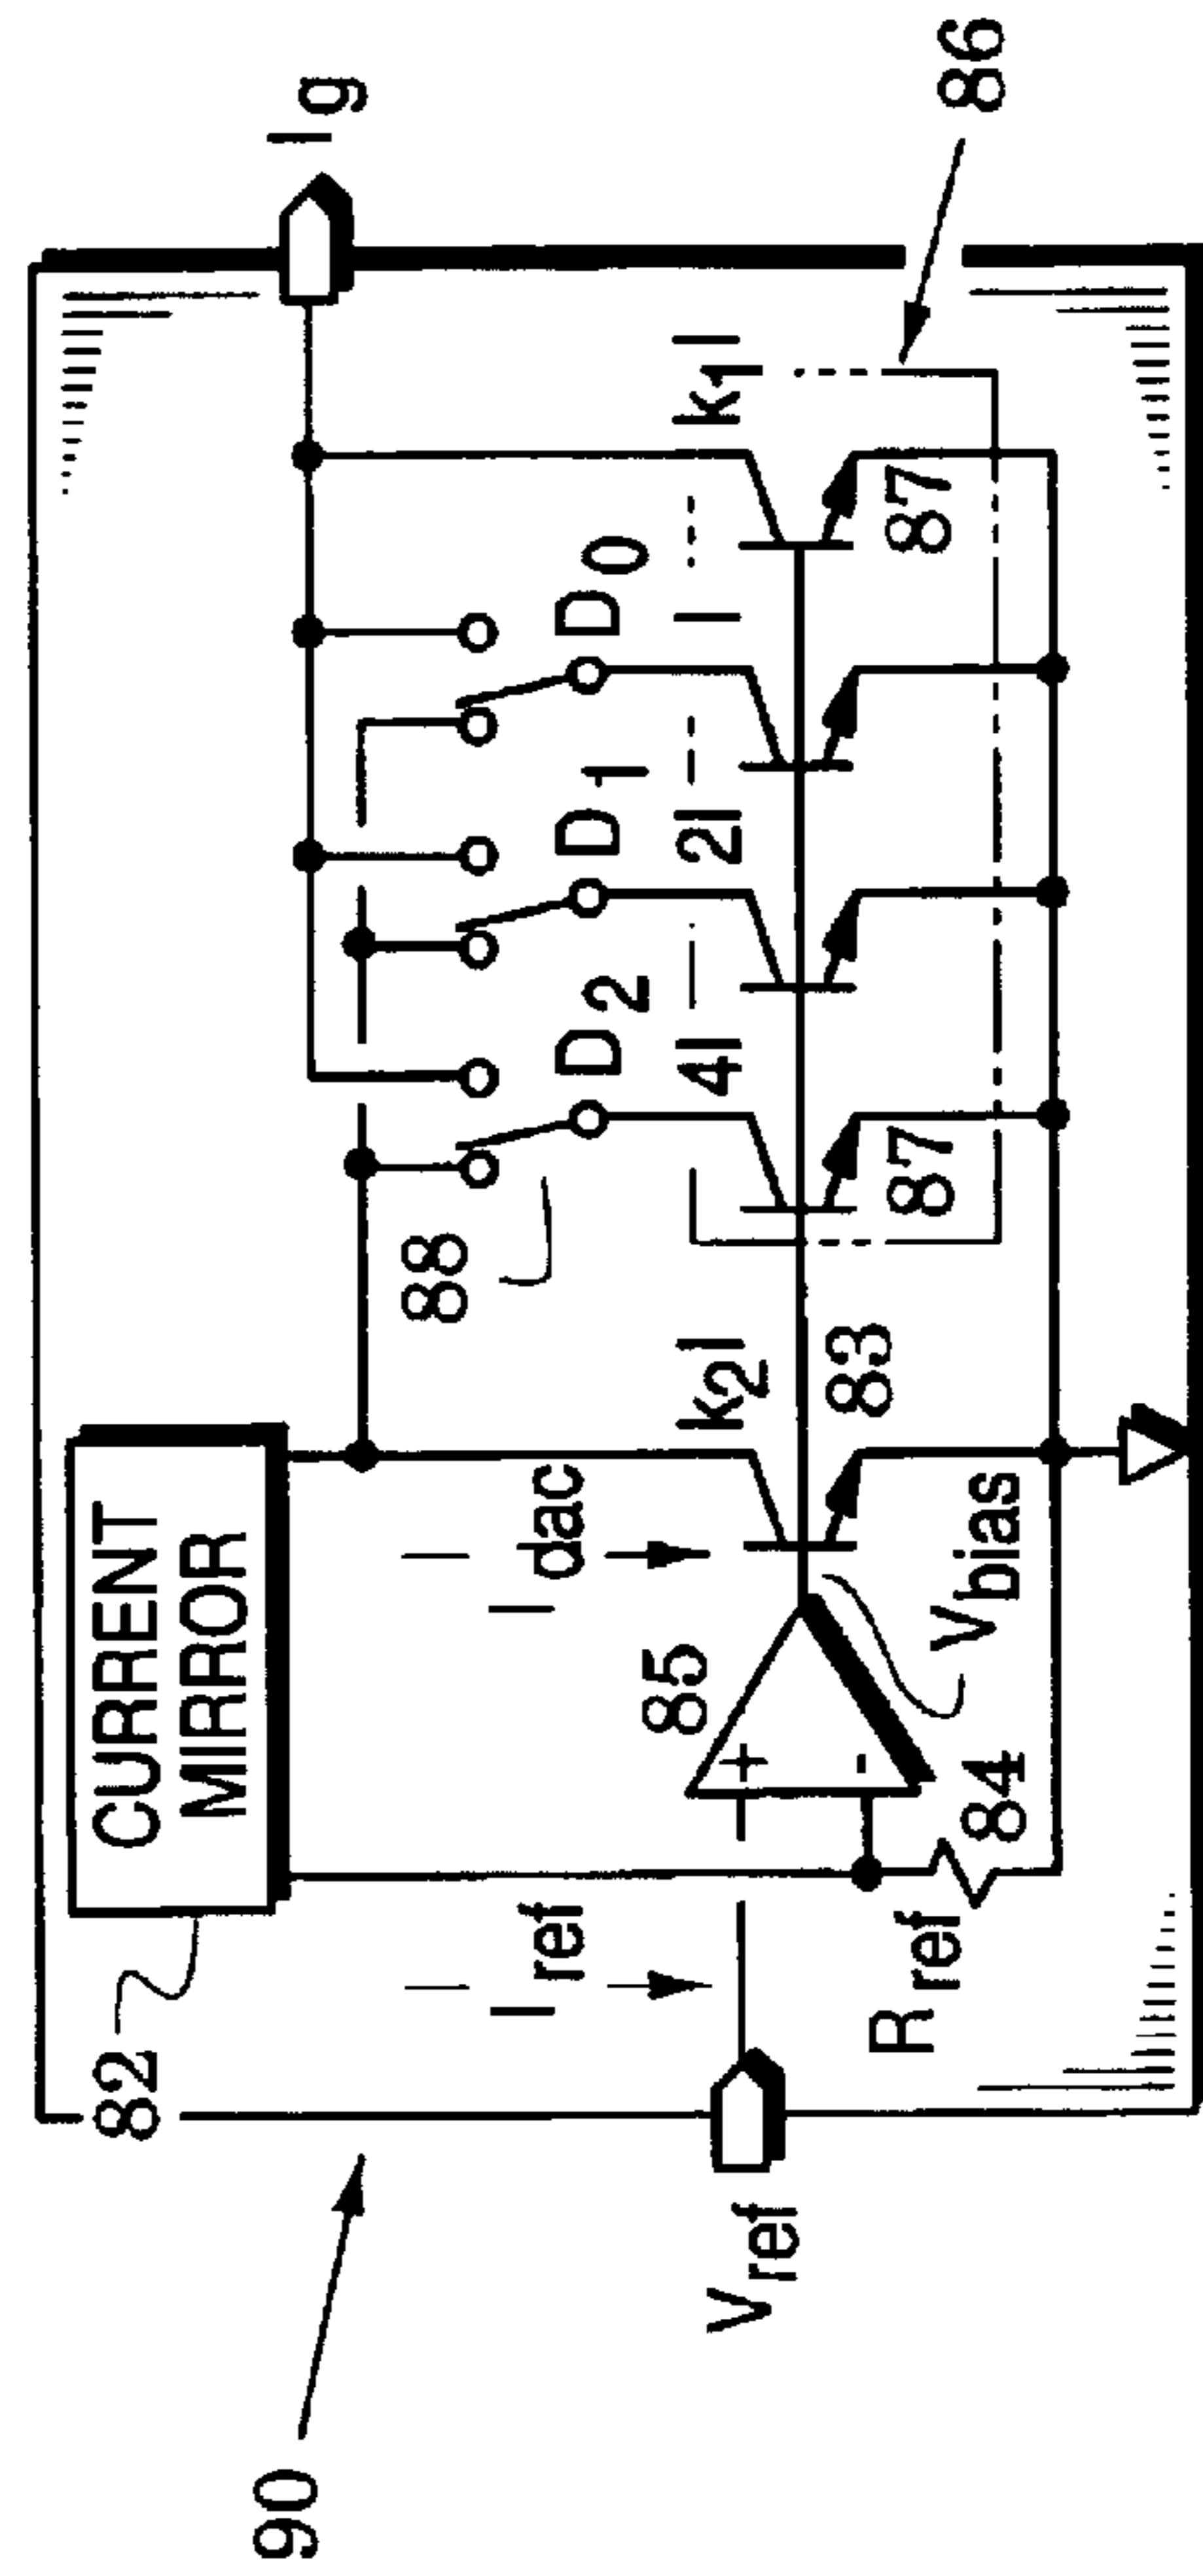 90
82
CURRENT
MIRROR
Ig
Vref
Iref
Rref
84
85
Idac
Vbias
k2I
83
88
D2
D1
D0
4I
2I
I
k1I
87
87
86
+
-